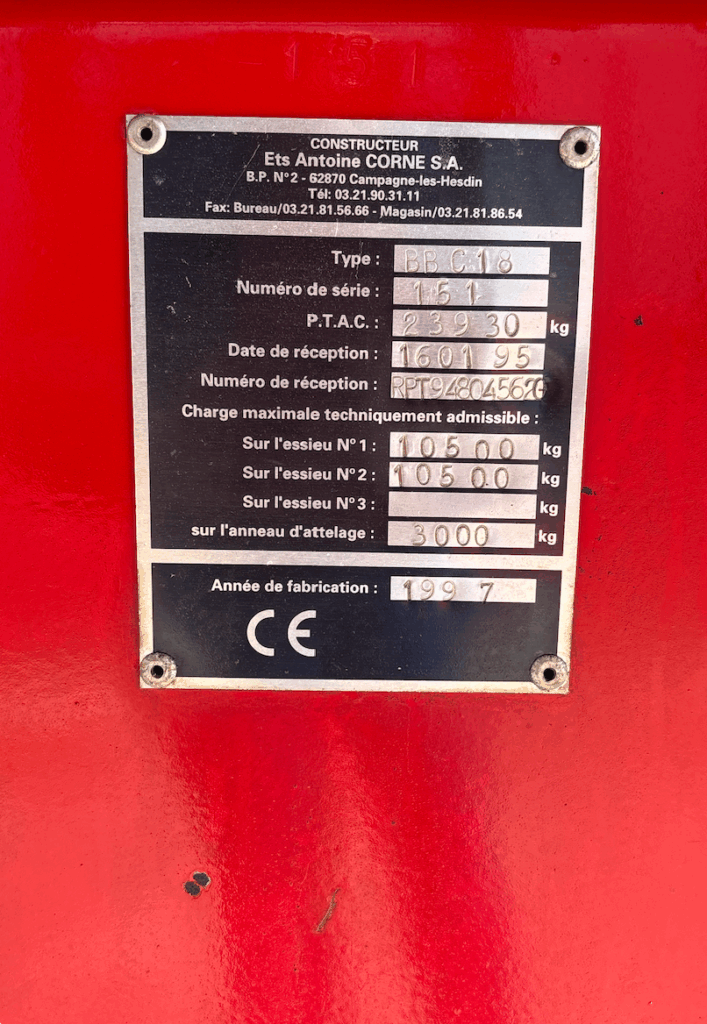 151
CONSTRUCTEUR
Ets Antoine CORNE S.A.
B.P. N°2 - 62870 Campagne-les-Hesdin
Tél: 03.21.90.31.11
Fax: Bureau/03.21.81.56.66 - Magasin/03.21.81.86.54
Type : BBC18
Numéro de série : 151
P.T.A.C. : 23930 kg
Date de réception : 160195
Numéro de réception :
Charge maximale techniquement admissible :
Sur l'essieu N°1 : 10500 kg
Sur l'essieu N°2 : 10500 kg
Sur l'essieu N°3 : kg
sur l'anneau d'attelage : 3000 kg
Année de fabrication : 1997
CE